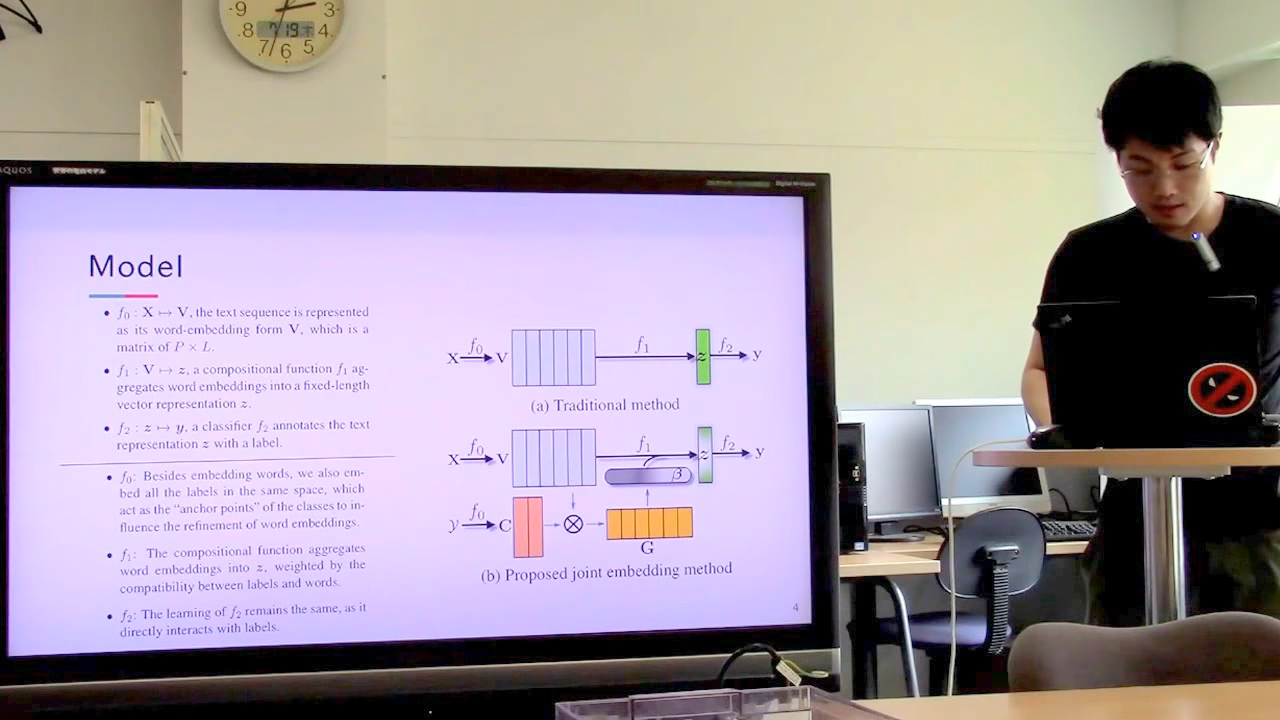 9
3
8
7 19
4
7
6
5
AQUOS
Model
• f₀ : X ↦ V, the text sequence is represented
as its word-embedding form V, which is a
matrix of P × L.
• f₁ : V ↦ z, a compositional function f₁ ag-
gregates word embeddings into a fixed-length
vector representation z.
• f₂ : z ↦ y, a classifier f₂ annotates the text
representation z with a label.
• f₀: Besides embedding words, we also em-
bed all the labels in the same space, which
act as the “anchor points” of the classes to in-
fluence the refinement of word embeddings.
• f₁: The compositional function aggregates
word embeddings into z, weighted by the
compatibility between labels and words.
• f₂: The learning of f₂ remains the same, as it
directly interacts with labels.
X f₀ V f₁ z f₂ y
(a) Traditional method
X f₀ V f₁ z f₂ y
β
y f₀ C
G
(b) Proposed joint embedding method
4